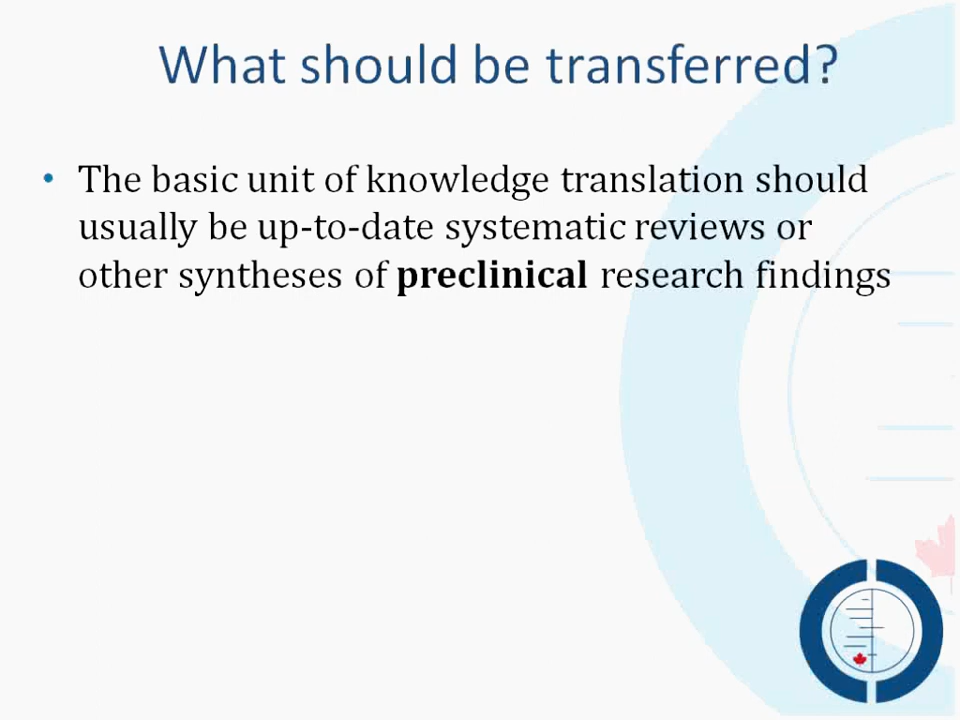 What should be transferred?
• The basic unit of knowledge translation should
usually be up-to-date systematic reviews or
other syntheses of preclinical research findings